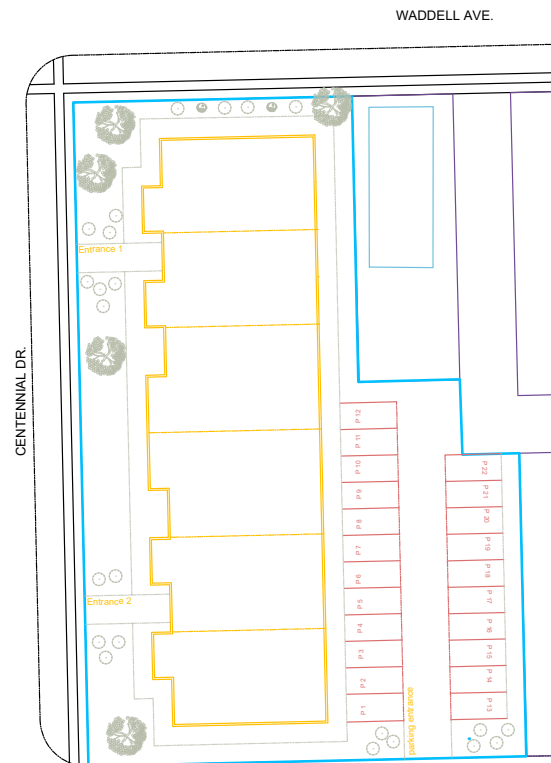 WADDELL AVE.
Entrance 1
CENTENNIAL DR.
P 12
P 11
P 10
P 9
P 8
P 7
P 6
P 5
P 4
P 3
P 2
P 1
P 22
P 21
P 20
P 19
P 18
P 17
P 16
P 15
P 14
P 13
Entrance 2
parking entrance